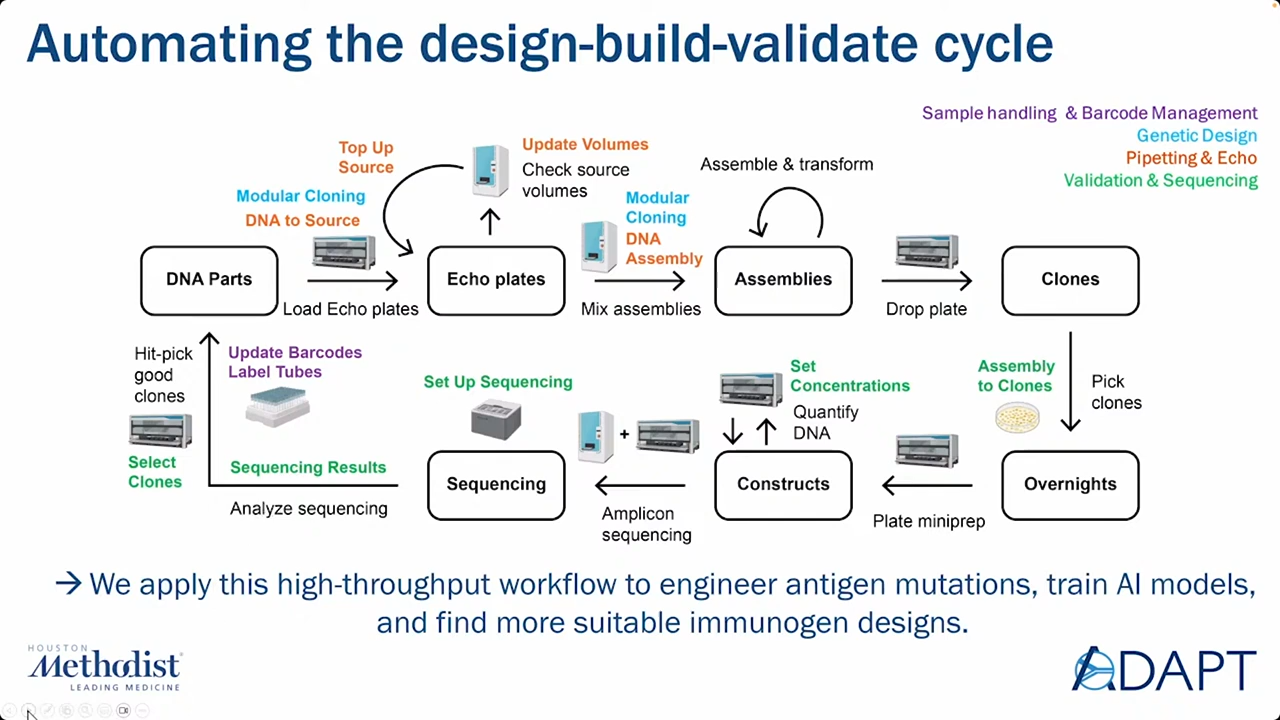 Automating the design-build-validate cycle
Sample handling & Barcode Management
Genetic Design
Pipetting & Echo
Validation & Sequencing
Top Up
Source
Update Volumes
Check source
volumes
Assemble & transform
Modular Cloning
DNA to Source
Modular
Cloning
DNA
Assembly
DNA Parts
Load Echo plates
Echo plates
Mix assemblies
Assemblies
Drop plate
Clones
Hit-pick
good
clones
Update Barcodes
Label Tubes
Set Up Sequencing
Set
Concentrations
Quantify
DNA
Assembly
to Clones
Pick
clones
+
Select
Clones
Sequencing Results
Analyze sequencing
Sequencing
Amplicon
sequencing
Constructs
Plate miniprep
Overnights
→ We apply this high-throughput workflow to engineer antigen mutations, train AI models,
and find more suitable immunogen designs.
HOUSTON
Methodist
LEADING MEDICINE
ADAPT